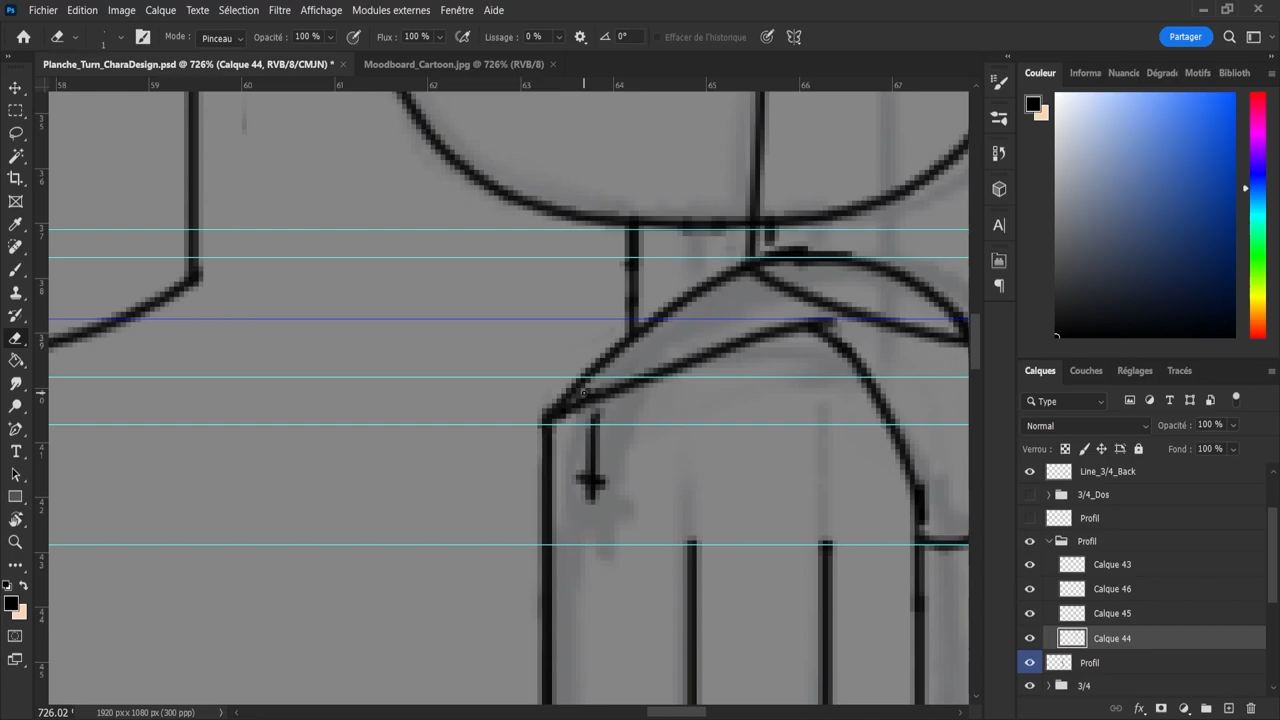 Ps Fichier Edition Image Calque Texte Sélection Filtre Affichage Modules externes Fenêtre Aide
1 Mode : Pinceau Opacité : 100 % Flux : 100 % Lissage : 0 % 0° Effacer de l'historique Partager
Planche_Turn_CharaDesign.psd @ 726% (Calque 44, RVB/8/CMJN) * Moodboard_Cartoon.jpg @ 726% (RVB/8)
58 59 60 61 62 63 64 65 66 67
Couleur Informa Nuancie Dégradé Motifs Biblioth
Calques Couches Réglages Tracés
Type
Normal Opacité : 100 %
Verrou : Fond : 100 %
Line_3/4_Back
3/4_Dos
Profil
Profil
Calque 43
Calque 46
Calque 45
Calque 44
Profil
3/4
726.02 1920 px x 1080 px (300 ppp)